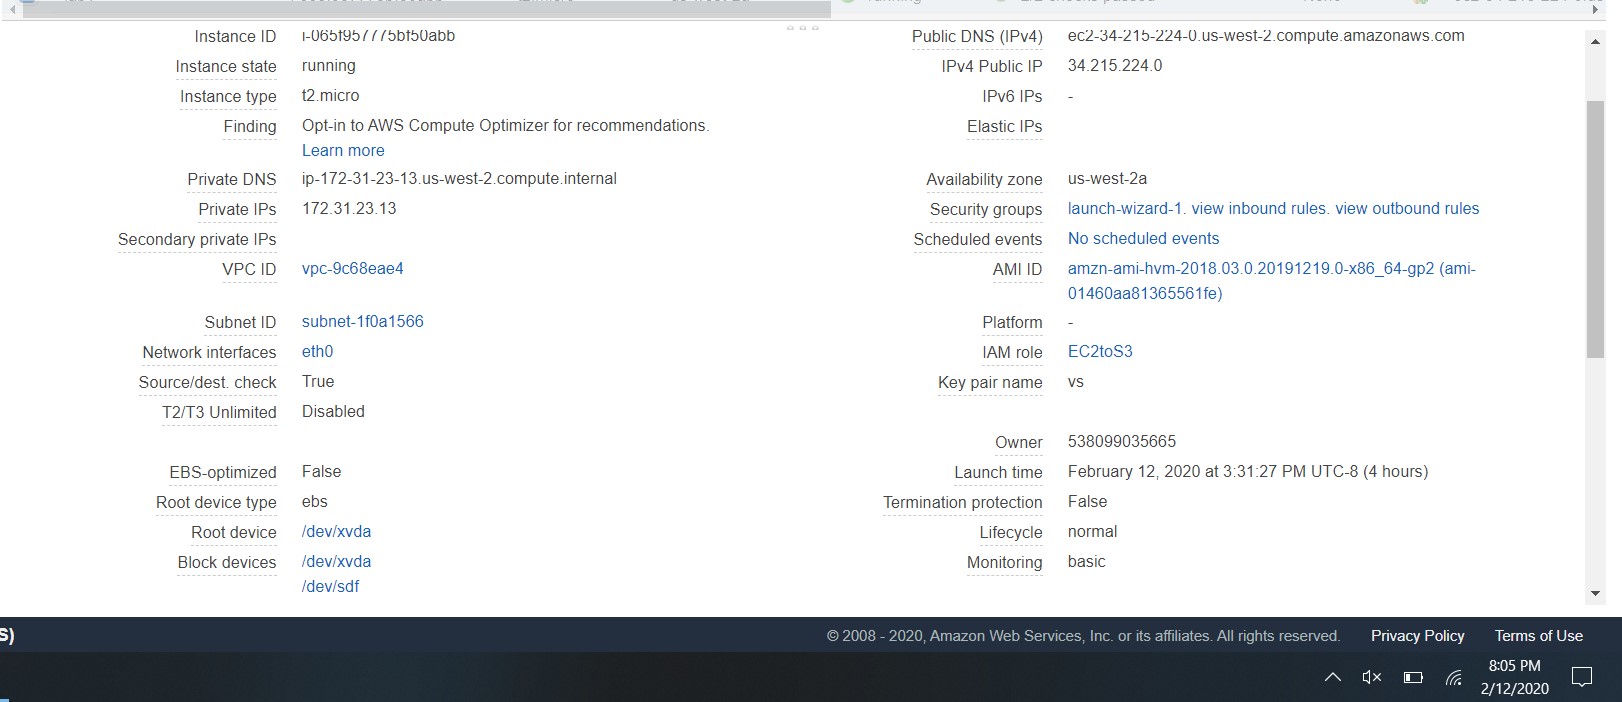 Instance ID i-065f957775bf50abb Public DNS (IPv4) ec2-34-215-224-0.us-west-2.compute.amazonaws.com
Instance state running IPv4 Public IP 34.215.224.0
Instance type t2.micro IPv6 IPs -
Finding Opt-in to AWS Compute Optimizer for recommendations. Elastic IPs
Learn more
Private DNS ip-172-31-23-13.us-west-2.compute.internal Availability zone us-west-2a
Private IPs 172.31.23.13 Security groups launch-wizard-1. view inbound rules. view outbound rules
Secondary private IPs Scheduled events No scheduled events
VPC ID vpc-9c68eae4 AMI ID amzn-ami-hvm-2018.03.0.20191219.0-x86_64-gp2 (ami-
01460aa81365561fe)
Subnet ID subnet-1f0a1566 Platform -
Network interfaces eth0 IAM role EC2toS3
Source/dest. check True Key pair name vs
T2/T3 Unlimited Disabled
Owner 538099035665
EBS-optimized False Launch time February 12, 2020 at 3:31:27 PM UTC-8 (4 hours)
Root device type ebs Termination protection False
Root device /dev/xvda Lifecycle normal
Block devices /dev/xvda Monitoring basic
/dev/sdf
S) © 2008 - 2020, Amazon Web Services, Inc. or its affiliates. All rights reserved. Privacy Policy Terms of Use
8:05 PM
2/12/2020